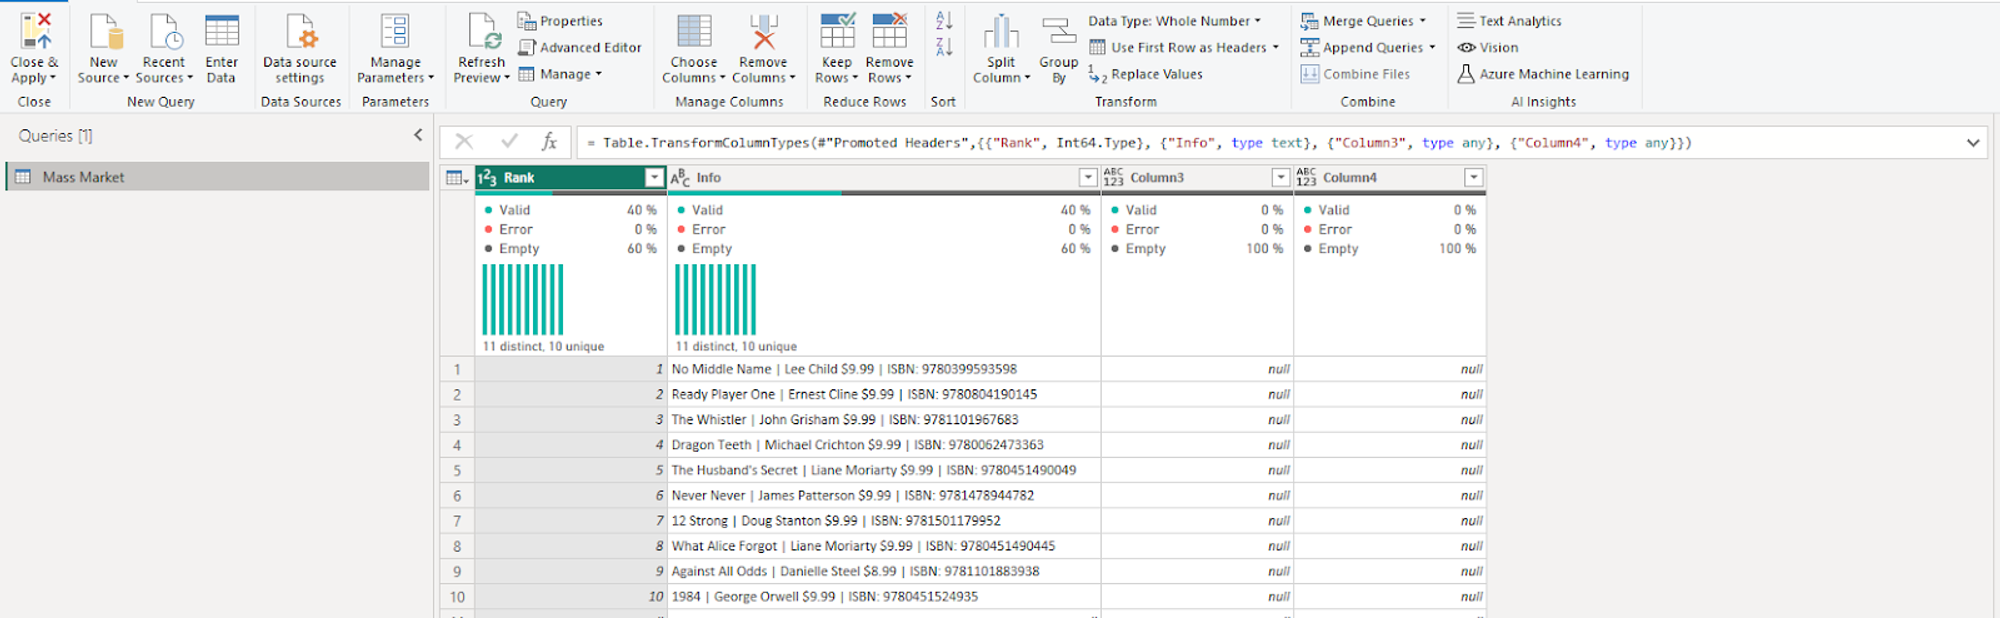 Close & Apply
New Source
Recent Sources
Enter Data
Data source settings
Manage Parameters
Refresh Preview
Properties
Advanced Editor
Manage
Choose Columns
Remove Columns
Keep Rows
Remove Rows
A Z
Z A
Split Column
Group By
Data Type: Whole Number
Use First Row as Headers
1 2 Replace Values
Merge Queries
Append Queries
Combine Files
Text Analytics
Vision
Azure Machine Learning
Close
New Query
Data Sources
Parameters
Query
Manage Columns
Reduce Rows
Sort
Transform
Combine
AI Insights
Queries [1]
fx
= Table.TransformColumnTypes(#"Promoted Headers",{{"Rank", Int64.Type}, {"Info", type text}, {"Column3", type any}, {"Column4", type any}})
Mass Market
123 Rank
ABC Info
ABC 123 Column3
ABC 123 Column4
Valid 40 % Valid 40 % Valid 0 % Valid 0 %
Error 0 % Error 0 % Error 0 % Error 0 %
Empty 60 % Empty 60 % Empty 100 % Empty 100 %
11 distinct, 10 unique 11 distinct, 10 unique
1 1 No Middle Name | Lee Child $9.99 | ISBN: 9780399593598 null null
2 2 Ready Player One | Ernest Cline $9.99 | ISBN: 9780804190145 null null
3 3 The Whistler | John Grisham $9.99 | ISBN: 9781101967683 null null
4 4 Dragon Teeth | Michael Crichton $9.99 | ISBN: 9780062473363 null null
5 5 The Husband's Secret | Liane Moriarty $9.99 | ISBN: 9780451490049 null null
6 6 Never Never | James Patterson $9.99 | ISBN: 9781478944782 null null
7 7 12 Strong | Doug Stanton $9.99 | ISBN: 9781501179952 null null
8 8 What Alice Forgot | Liane Moriarty $9.99 | ISBN: 9780451490445 null null
9 9 Against All Odds | Danielle Steel $8.99 | ISBN: 9781101883938 null null
10 10 1984 | George Orwell $9.99 | ISBN: 9780451524935 null null